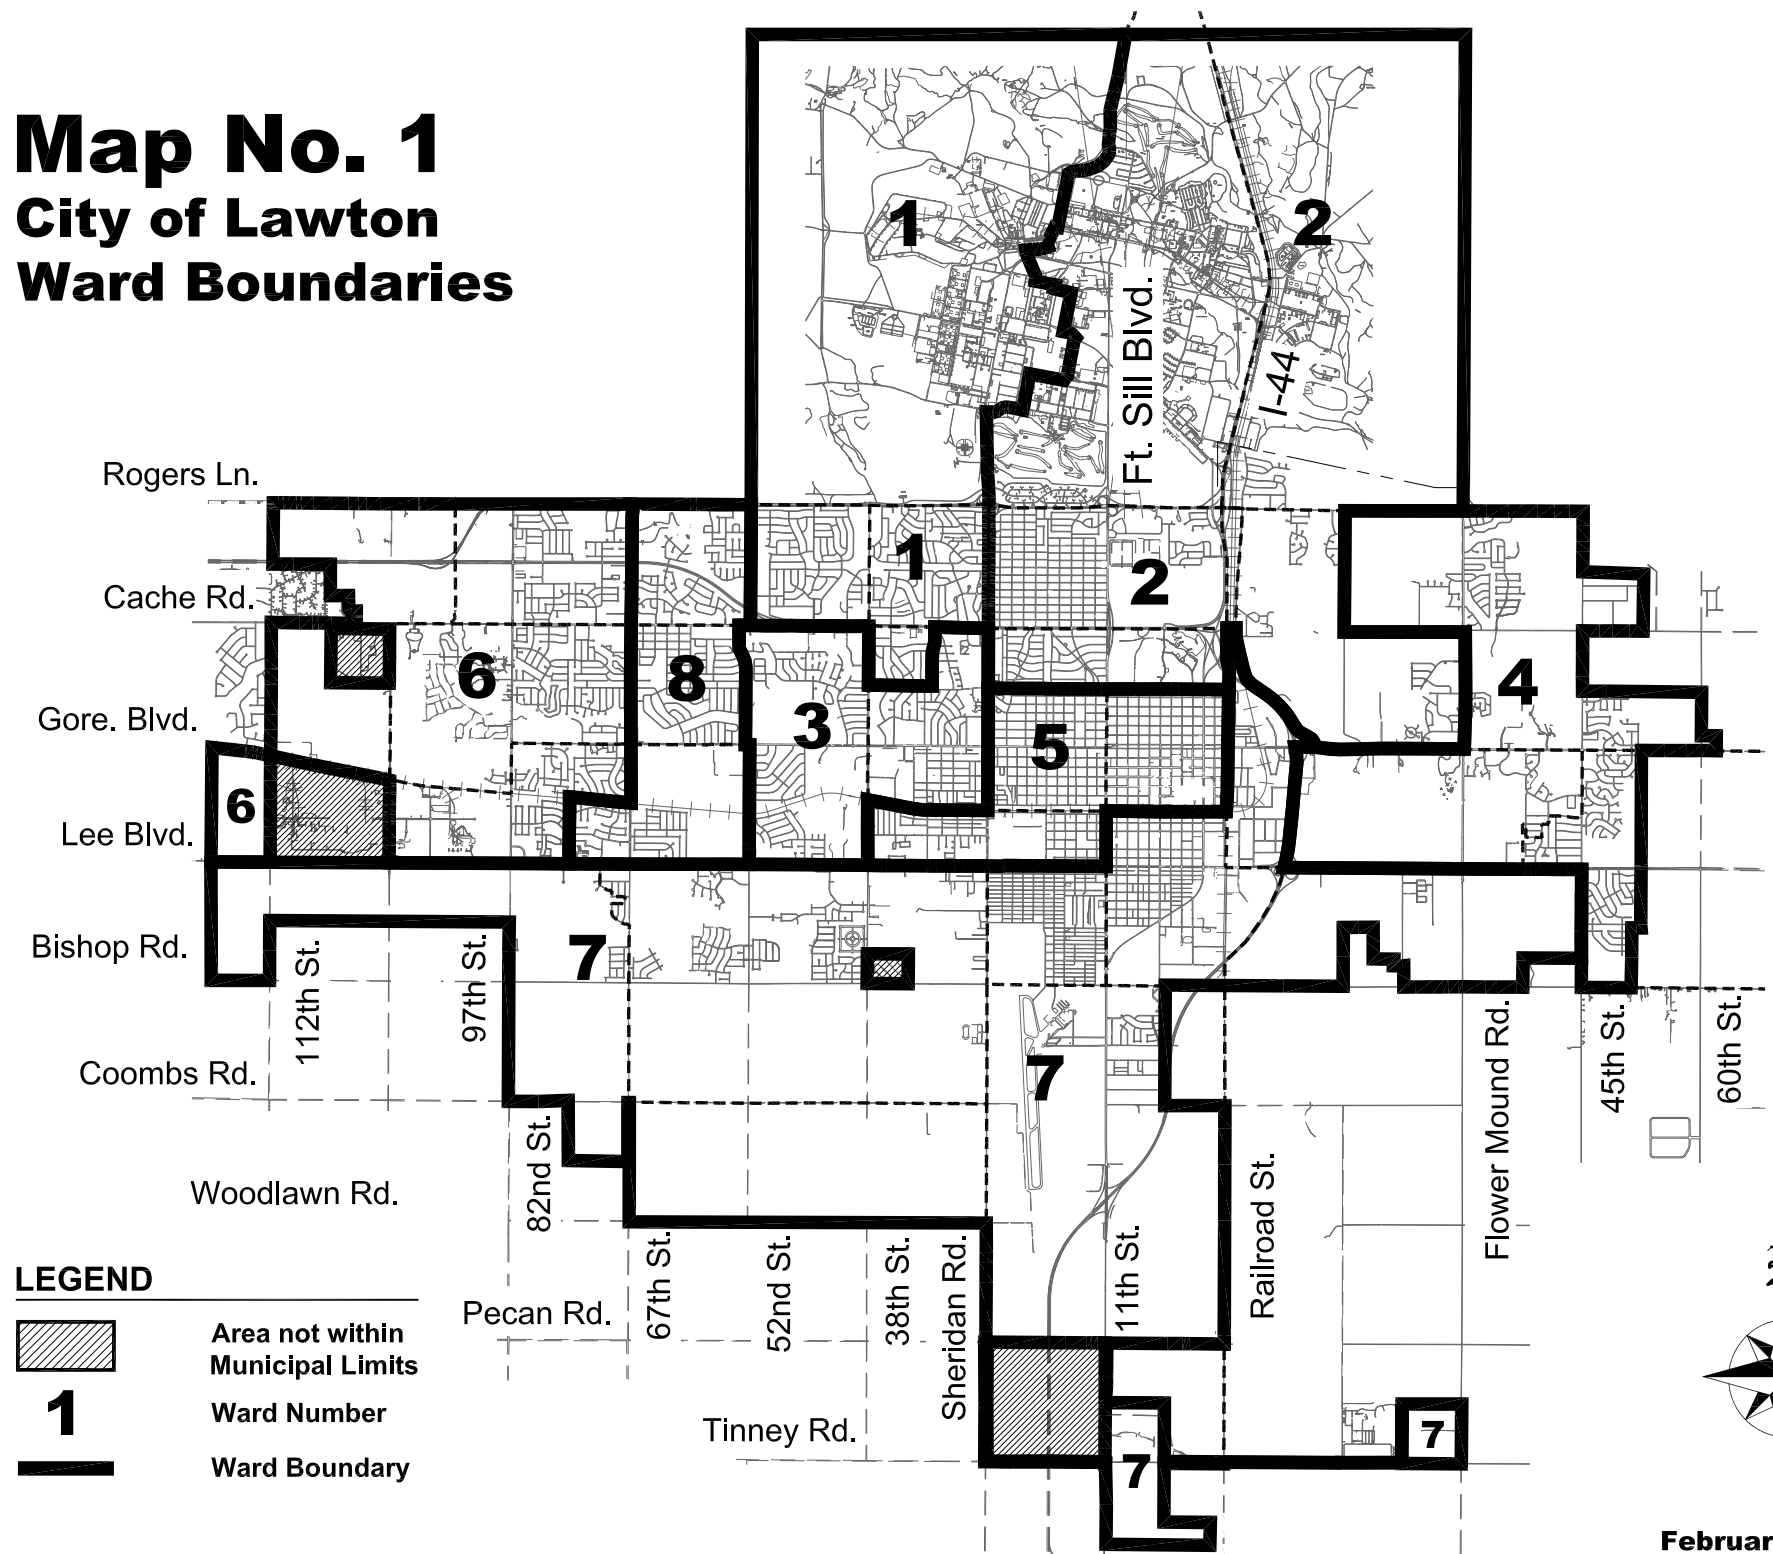 Map No. 1
City of Lawton
Ward Boundaries
1
2
Ft. Sill Blvd.
I-44
Rogers Ln.
1
2
Cache Rd.
6
8
3
4
Gore. Blvd.
5
6
Lee Blvd.
7
Bishop Rd.
112th St.
97th St.
7
Coombs Rd.
45th St.
60th St.
Flower Mound Rd.
82nd St.
Woodlawn Rd.
Railroad St.
67th St.
52nd St.
38th St.
Sheridan Rd.
11th St.
Pecan Rd.
Tinney Rd.
7
7
LEGEND
Area not within
Municipal Limits
1
Ward Number
Ward Boundary
Februar